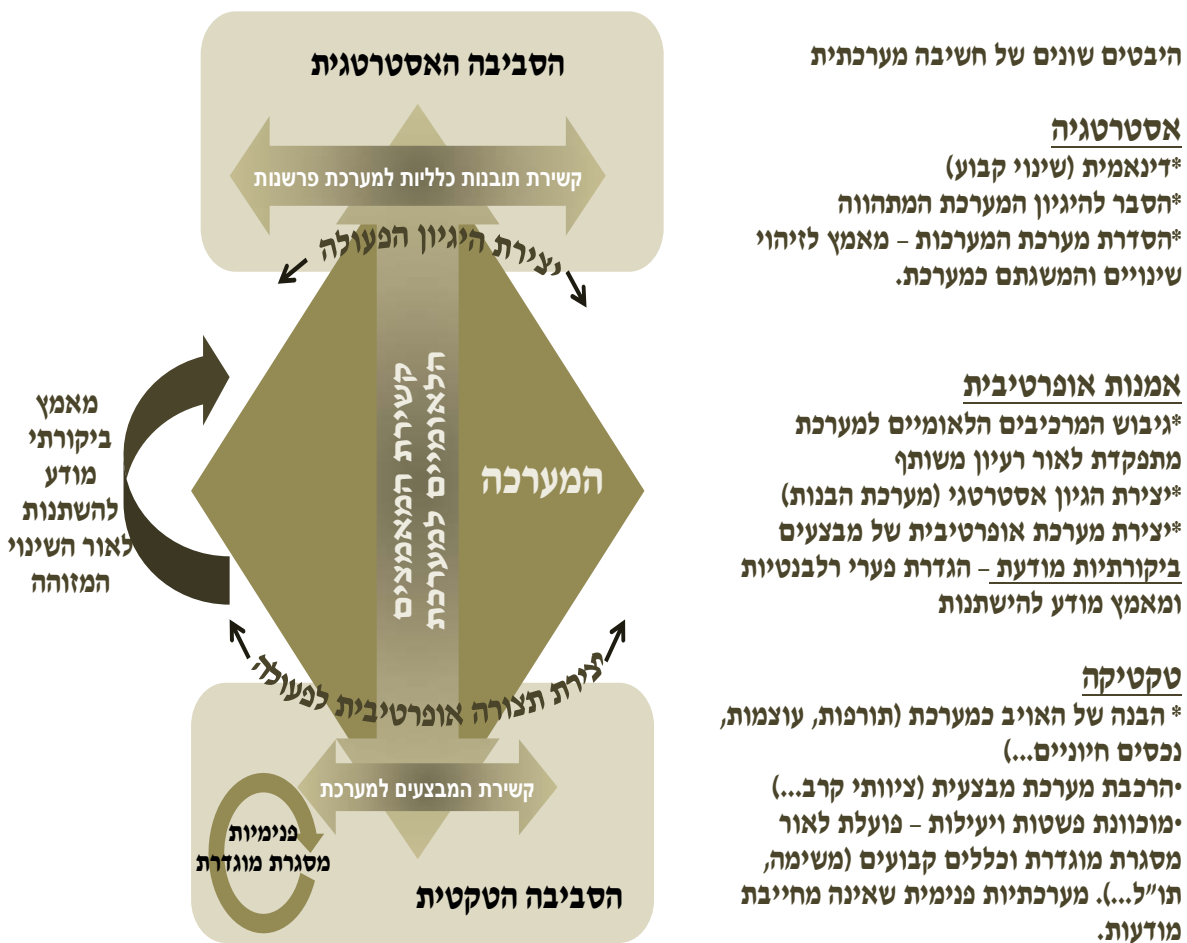 היבטים שונים של חשיבה מערכתית
אסטרטגיה
*דינאמית (שינוי קבוע)
*הסבר להיגיון המערכת המתהווה
*הסדרת מערכת המערכות – מאמץ לזיהוי
שינויים והמשגתם כמערכת.
אמנות אופרטיבית
*גיבוש המרכיבים הלאומיים למערכת
מתפקדת לאור רעיון משותף
*יצירת הגיון אסטרטגי (מערכת הבנות)
*יצירת מערכת אופרטיבית של מבצעים
ביקורתיות מודעת – הגדרת פערי רלבנטיות
ומאמץ מודע להישתנות
טקטיקה
* הבנה של האויב כמערכת (תורפות, עוצמות,
נכסים חיוניים...)
•הרכבת מערכת מבצעית (ציוותי קרב...)
•מוכוונת פשטות ויעילות – פועלת לאור
מסגרת מוגדרת וכללים קבועים (משימה,
תו"ל...). מערכתיות פנימית שאינה מחייבת
מודעות.
הסביבה האסטרטגית
קשירת תובנות כלליות למערכת פרשנות
יצירת היגיון הפעולה
קשירת המאמצים
הלאומיים למערכת
המערכה
מאמץ
ביקורתי
מודע
להשתנות
לאור השינוי
המזוהה
יצירת תצורה אופרטיבית לפעולה
קשירת המבצעים למערכת
פנימיות
מסגרת מוגדרת
הסביבה הטקטית